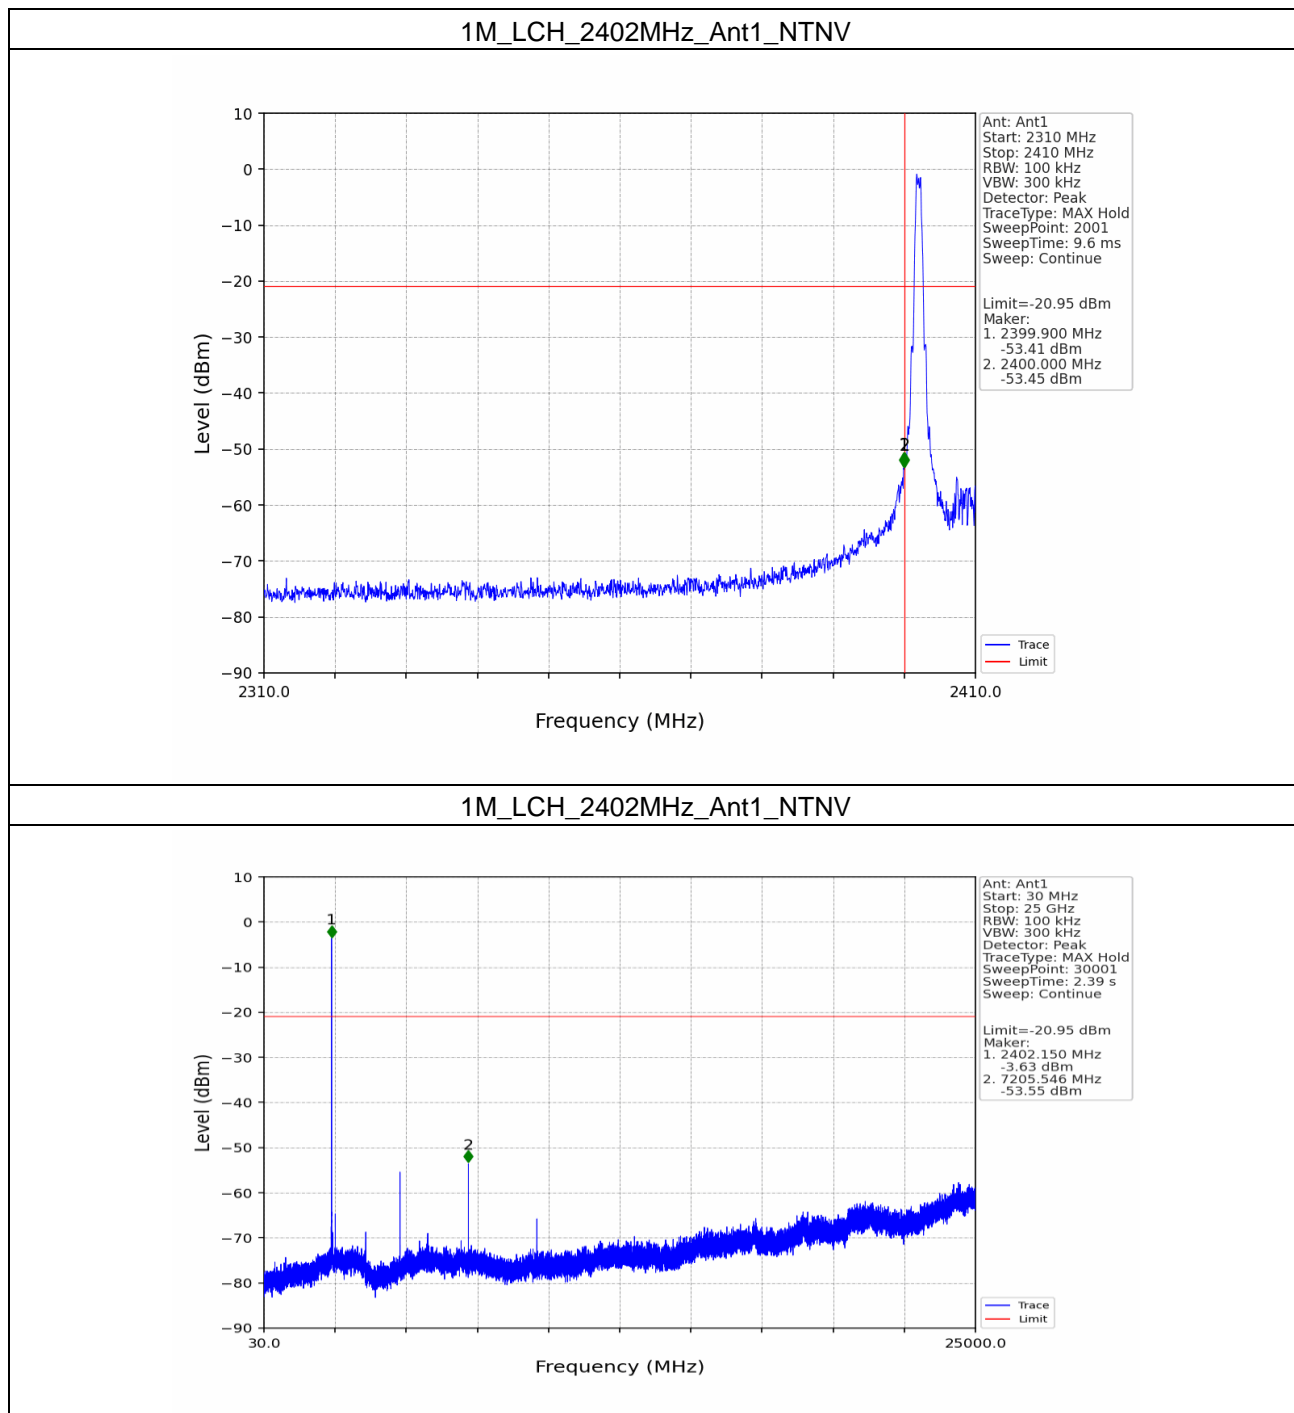 1M_LCH_2402MHz_Ant1_NTNV
10
0
−10
−20
−30
−40
−50
−60
−70
−80
−90
Level (dBm)
2310.0
2410.0
Frequency (MHz)
2
Ant: Ant1
Start: 2310 MHz
Stop: 2410 MHz
RBW: 100 kHz
VBW: 300 kHz
Detector: Peak
TraceType: MAX Hold
SweepPoint: 2001
SweepTime: 9.6 ms
Sweep: Continue
Limit=-20.95 dBm
Maker:
1. 2399.900 MHz
-53.41 dBm
2. 2400.000 MHz
-53.45 dBm
Trace
Limit
1M_LCH_2402MHz_Ant1_NTNV
10
0
−10
−20
−30
−40
−50
−60
−70
−80
−90
Level (dBm)
30.0
25000.0
Frequency (MHz)
1
2
Ant: Ant1
Start: 30 MHz
Stop: 25 GHz
RBW: 100 kHz
VBW: 300 kHz
Detector: Peak
TraceType: MAX Hold
SweepPoint: 30001
SweepTime: 2.39 s
Sweep: Continue
Limit=-20.95 dBm
Maker:
1. 2402.150 MHz
-3.63 dBm
2. 7205.546 MHz
-53.55 dBm
Trace
Limit